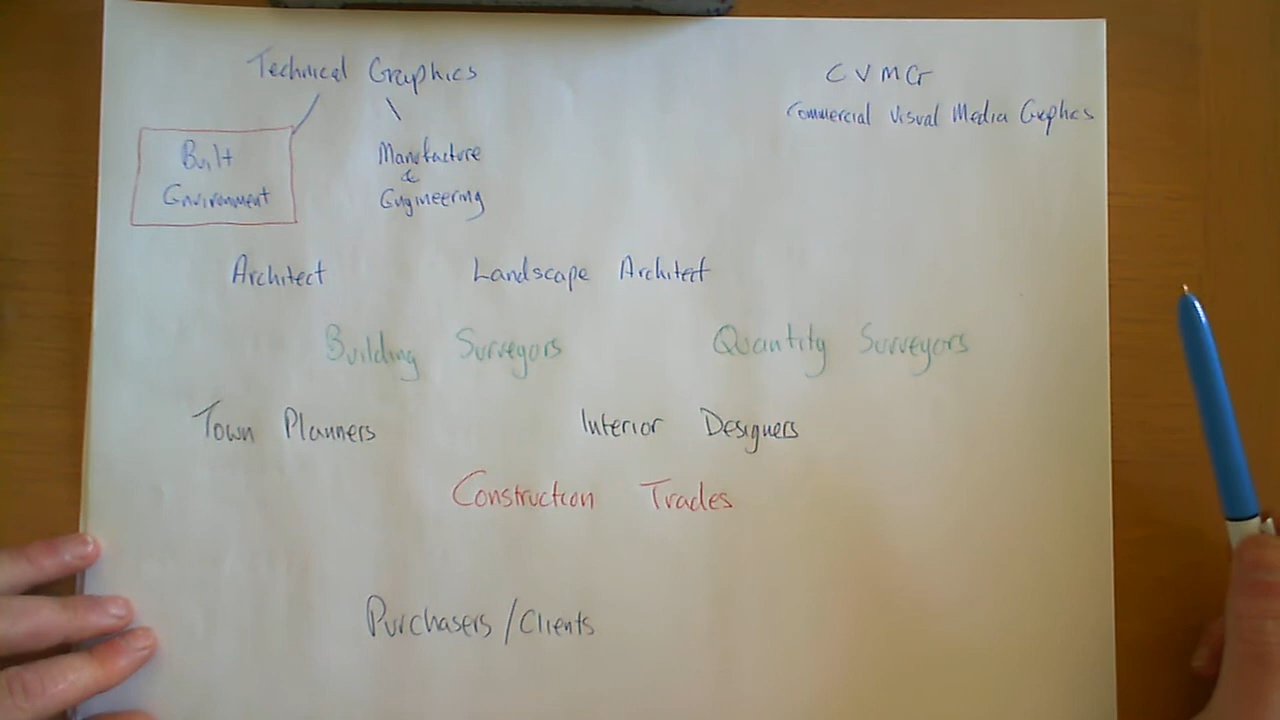 Technical Graphics
CVMG
Commercial Visual Media Graphics
Built
Environment
Manufacture
&
Engineering
Architect Landscape Architect
Building Surveyors Quantity Surveyors
Town Planners Interior Designers
Construction Trades
Purchasers/Clients